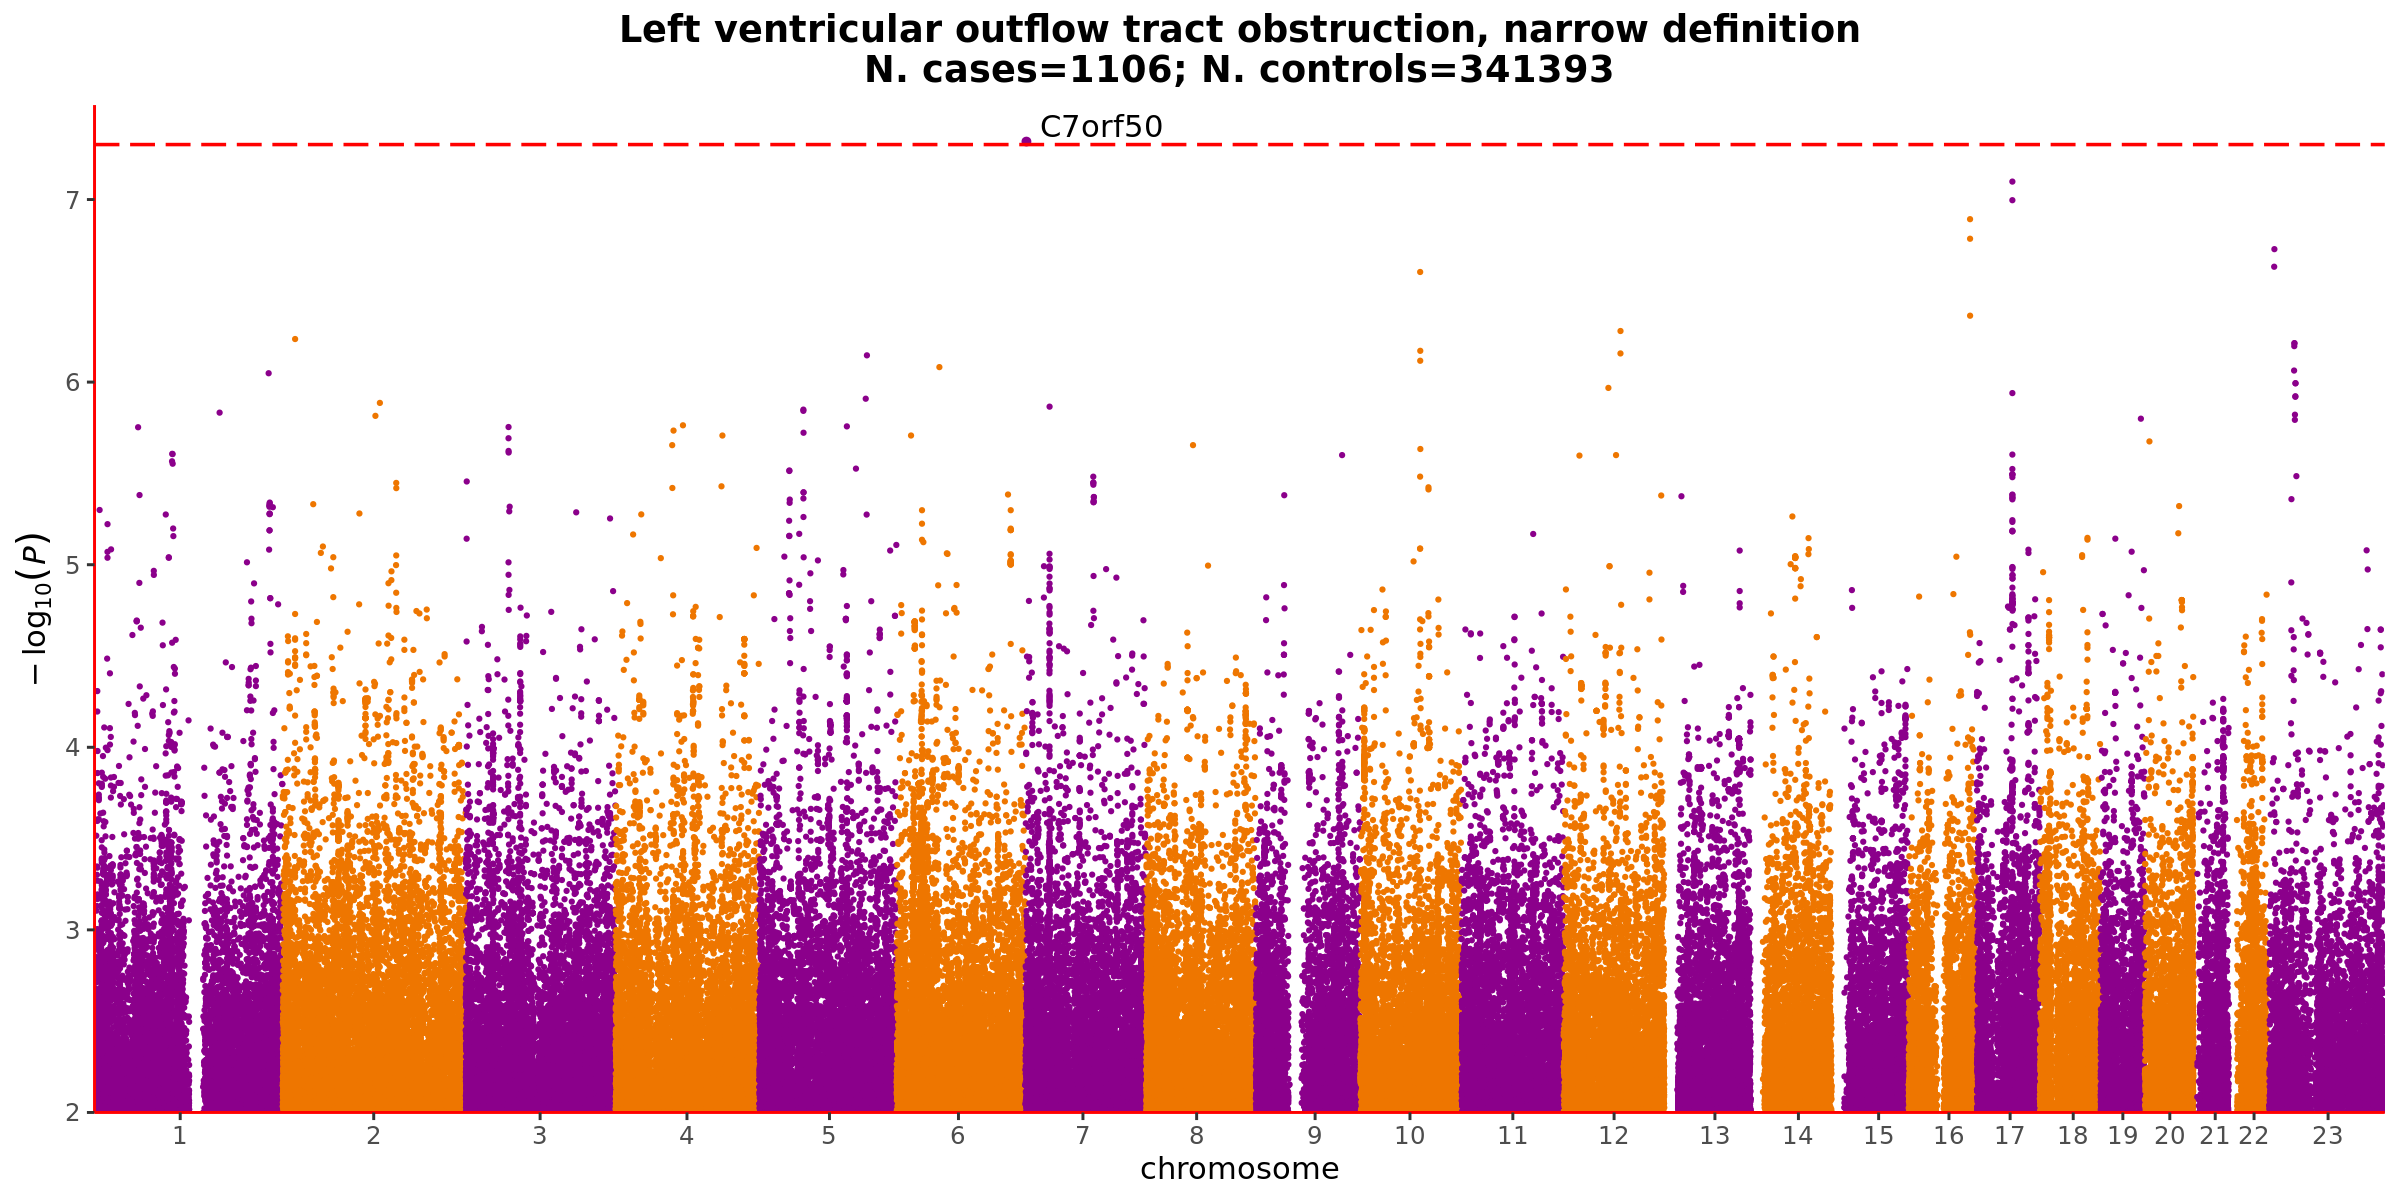 Left ventricular outflow tract obstruction, narrow definition
N. cases=1106; N. controls=341393
C7orf50
7
6
5
4
3
2
−log10(P)
1 2 3 4 5 6 7 8 9 10 11 12 13 14 15 16 17 18 19 20 21 22 23
chromosome